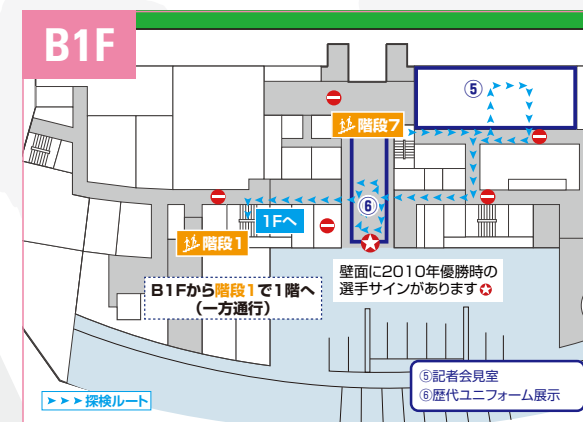 B1F
⑤
階段7
⑥
1Fへ
階段1
B1Fから階段1で1階へ
(一方通行)
壁面に2010年優勝時の
選手サインがあります
⑤記者会見室
⑥歴代ユニフォーム展示
探検ルート